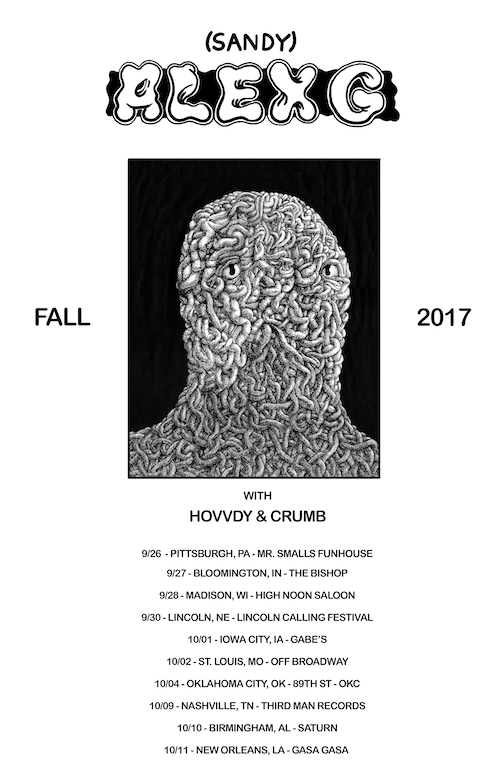 (SANDY)
ALEX G
FALL
2017
WITH
HOVVDY & CRUMB
9/26 - PITTSBURGH, PA - MR. SMALLS FUNHOUSE
9/27 - BLOOMINGTON, IN - THE BISHOP
9/28 - MADISON, WI - HIGH NOON SALOON
9/30 - LINCOLN, NE - LINCOLN CALLING FESTIVAL
10/01 - IOWA CITY, IA - GABE'S
10/02 - ST. LOUIS, MO - OFF BROADWAY
10/04 - OKLAHOMA CITY, OK - 89TH ST - OKC
10/09 - NASHVILLE, TN - THIRD MAN RECORDS
10/10 - BIRMINGHAM, AL - SATURN
10/11 - NEW ORLEANS, LA - GASA GASA